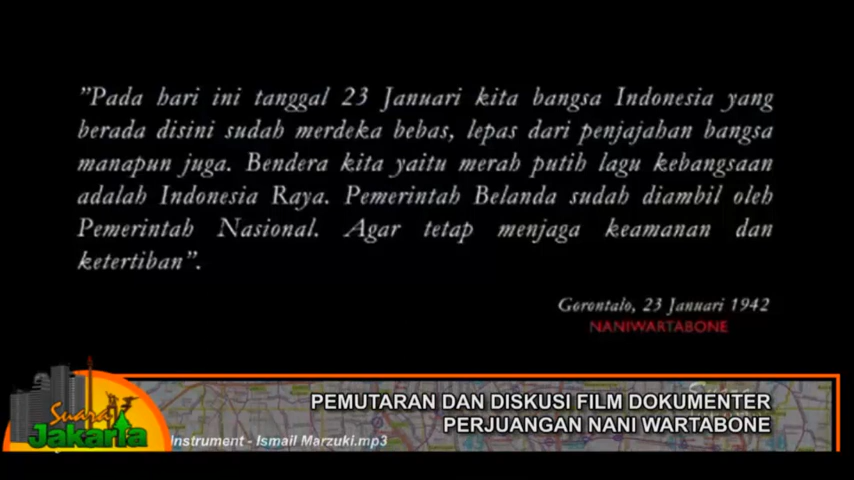 "Pada hari ini tanggal 23 Januari kita bangsa Indonesia yang
berada disini sudah merdeka bebas, lepas dari penjajahan bangsa
manapun juga. Bendera kita yaitu merah putih lagu kebangsaan
adalah Indonesia Raya. Pemerintah Belanda sudah diambil oleh
Pemerintah Nasional. Agar tetap menjaga keamanan dan
ketertiban".
Gorontalo, 23 Januari 1942
NANIWARTABONE
PEMUTARAN DAN DISKUSI FILM DOKUMENTER
PERJUANGAN NANI WARTABONE
Suara
Jakarta
Instrument - Ismail Marzuki.mp3